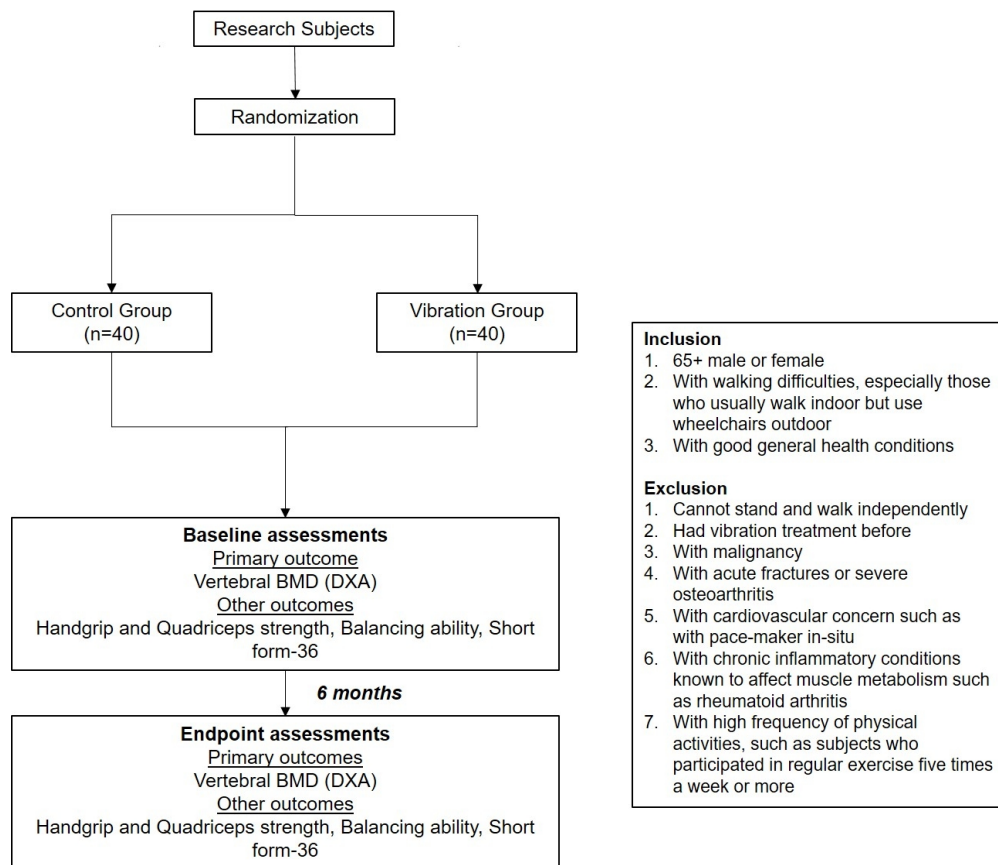 Research Subjects
Randomization
Control Group
(n=40)
Vibration Group
(n=40)
Baseline assessments
Primary outcome
Vertebral BMD (DXA)
Other outcomes
Handgrip and Quadriceps strength, Balancing ability, Short
form-36
6 months
Endpoint assessments
Primary outcomes
Vertebral BMD (DXA)
Other outcomes
Handgrip and Quadriceps strength, Balancing ability, Short
form-36
Inclusion
1. 65+ male or female
2. With walking difficulties, especially those
who usually walk indoor but use
wheelchairs outdoor
3. With good general health conditions
Exclusion
1. Cannot stand and walk independently
2. Had vibration treatment before
3. With malignancy
4. With acute fractures or severe
osteoarthritis
5. With cardiovascular concern such as
with pace-maker in-situ
6. With chronic inflammatory conditions
known to affect muscle metabolism such
as rheumatoid arthritis
7. With high frequency of physical
activities, such as subjects who
participated in regular exercise five times
a week or more